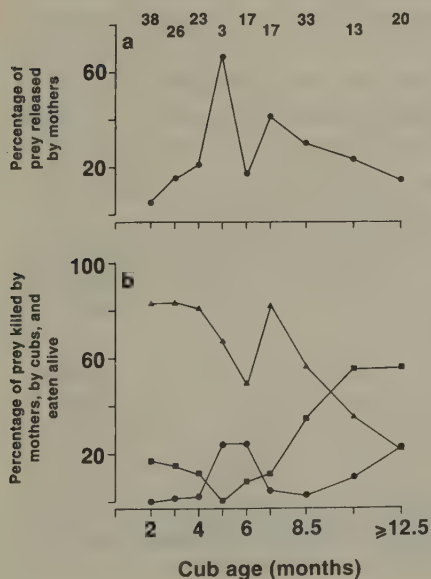 38 26 23 3 17 17 33 13 20
a
Percentage of
prey released
by mothers
60
20
b
Percentage of prey killed by
mothers, by cubs, and
eaten alive
100
60
20
2 4 6 8.5 ⩾12.5
Cub age (months)